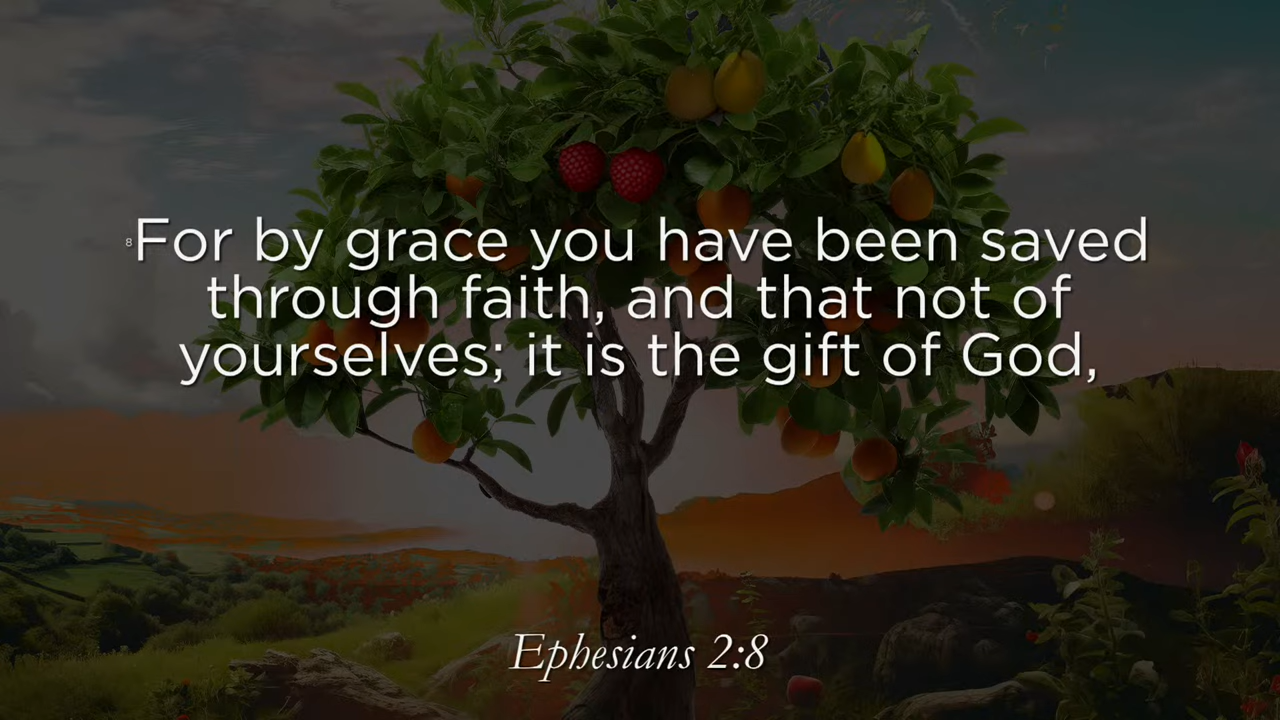 8For by grace you have been saved
through faith, and that not of
yourselves; it is the gift of God,
Ephesians 2:8